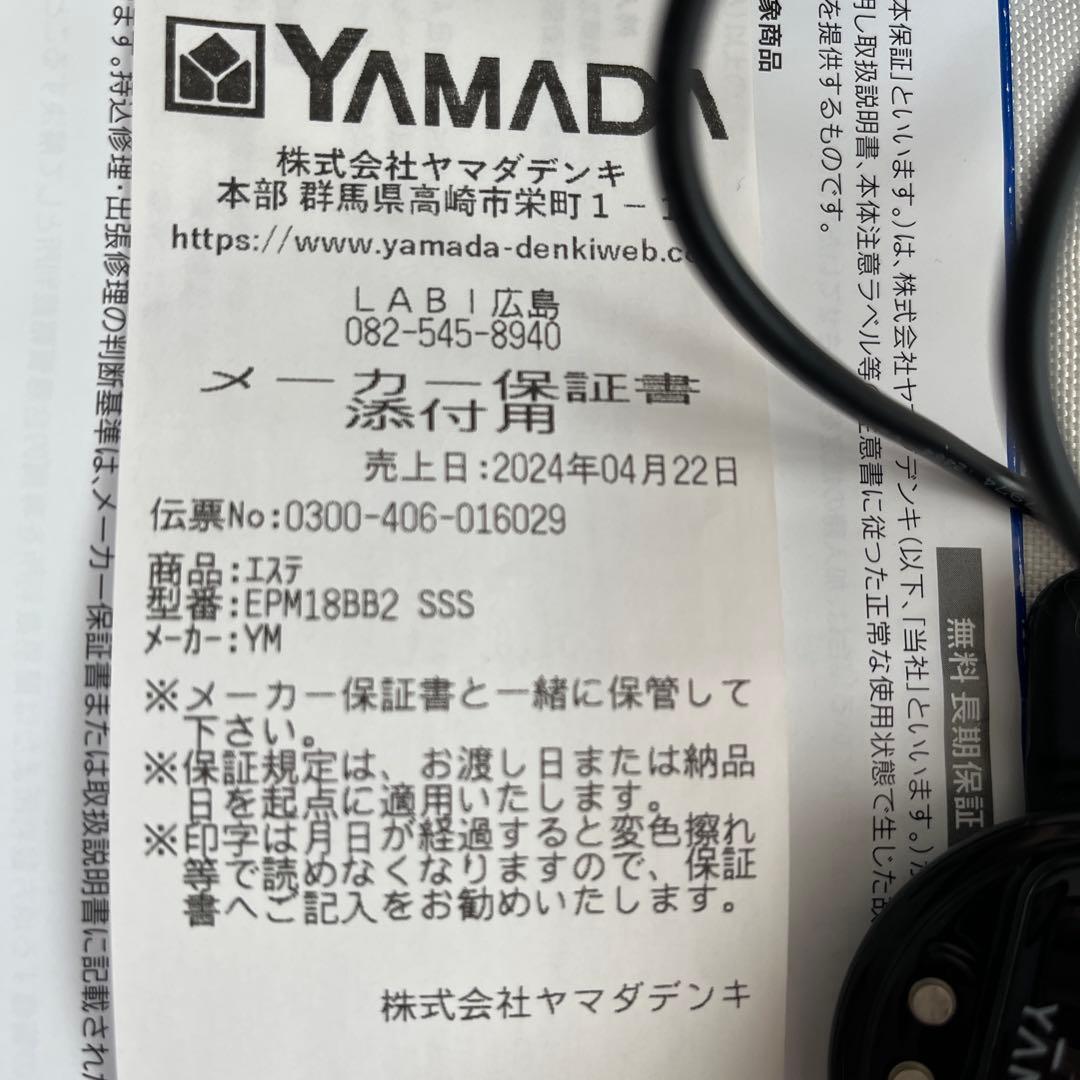 YAMADA
株式会社ヤマダデンキ
本部 群馬県高崎市栄町1-1
https://www.yamada-denkiweb.co
LABI広島
082-545-8940
メーカー保証書
添付用
売上日:2024年04月22日
伝票No:0300-406-016029
商品:エステ
型番:EPM18BB2 SSS
メーカー:YM
※メーカー保証書と一緒に保管して
下さい。
※保証規定は、お渡し日または納品
日を起点に適用いたします。
※印字は月日が経過すると変色擦れ
等で読めなくなりますので、保証
書へご記入をお勧めいたします。
株式会社ヤマダデンキ
無料 長期保証
象商品
本保証」といいます。)は、株式会社ヤマ デンキ(以下、「当社」といいます。)が
用し取扱説明書、本体注意ラベル等の注意書に従った正常な使用状態で生じた故
を提供するものです。
ます。持込修理・出張修理の判断基準は、メーカー保証書または取扱説明書に記載された
YAM